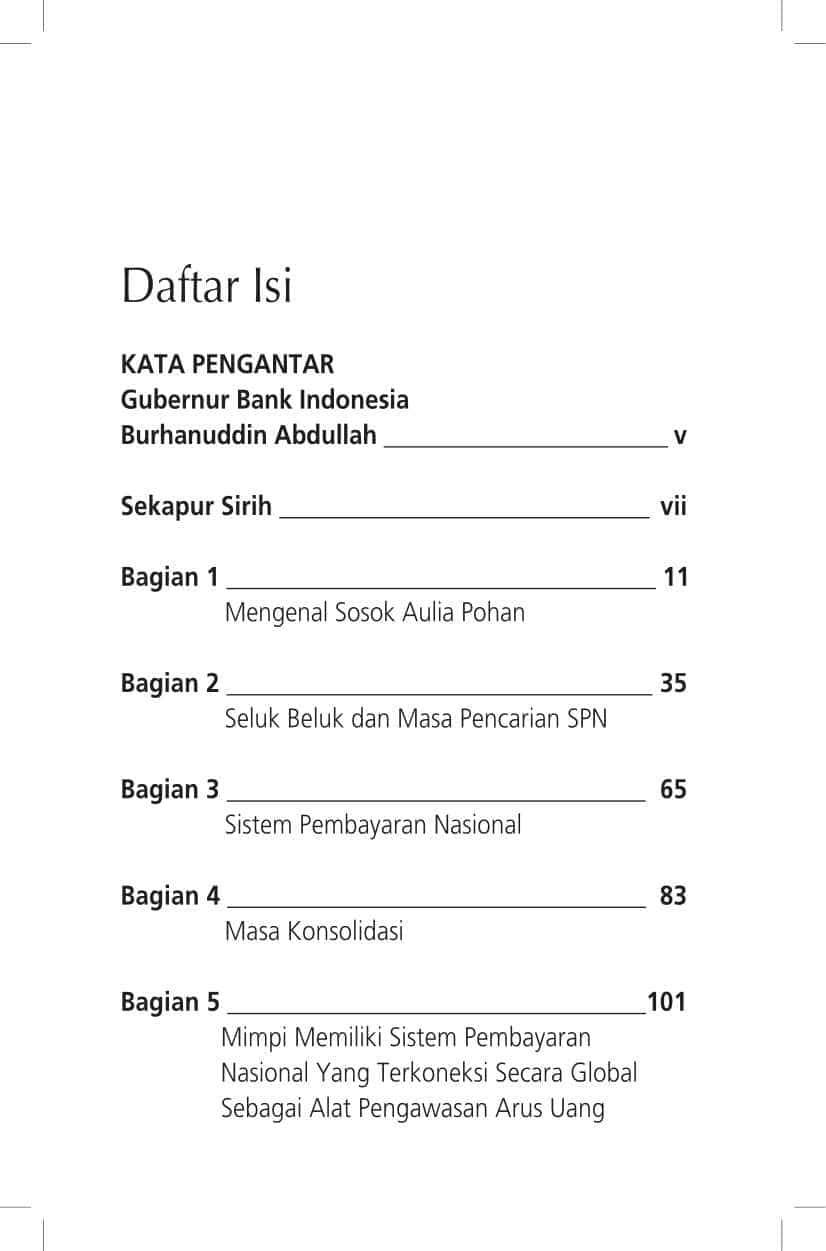 Daftar Isi
KATA PENGANTAR
Gubernur Bank Indonesia
Burhanuddin Abdullah ______________________ v
Sekapur Sirih _____________________________ vii
Bagian 1 __________________________________ 11
Mengenal Sosok Aulia Pohan
Bagian 2 __________________________________ 35
Seluk Beluk dan Masa Pencarian SPN
Bagian 3 _________________________________ 65
Sistem Pembayaran Nasional
Bagian 4 _________________________________ 83
Masa Konsolidasi
Bagian 5 _________________________________101
Mimpi Memiliki Sistem Pembayaran
Nasional Yang Terkoneksi Secara Global
Sebagai Alat Pengawasan Arus Uang